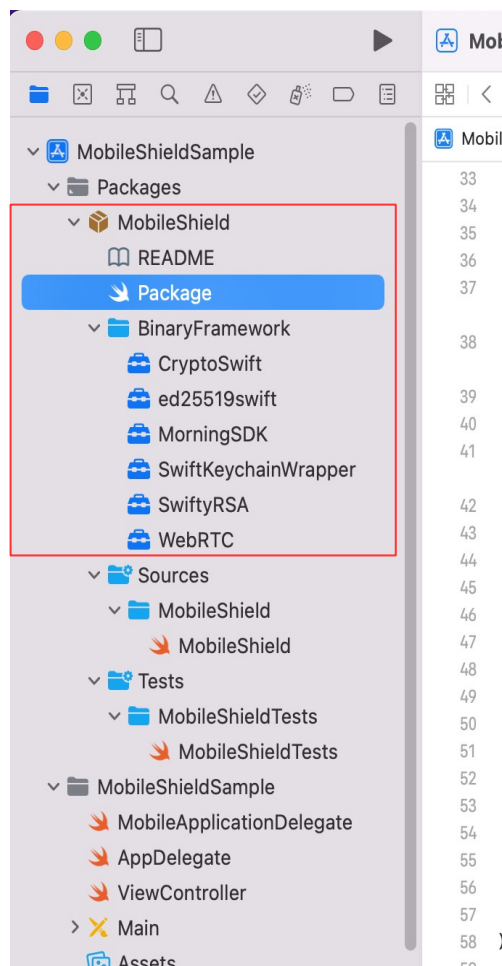 Mob
Mobil
MobileShieldSample
Packages
MobileShield
README
Package
BinaryFramework
CryptoSwift
ed25519swift
MorningSDK
SwiftKeychainWrapper
SwiftyRSA
WebRTC
Sources
MobileShield
MobileShield
Tests
MobileShieldTests
MobileShieldTests
MobileShieldSample
MobileApplicationDelegate
AppDelegate
ViewController
Main
Assets
33
34
35
36
37
38
39
40
41
42
43
44
45
46
47
48
49
50
51
52
53
54
55
56
57
58 )
59